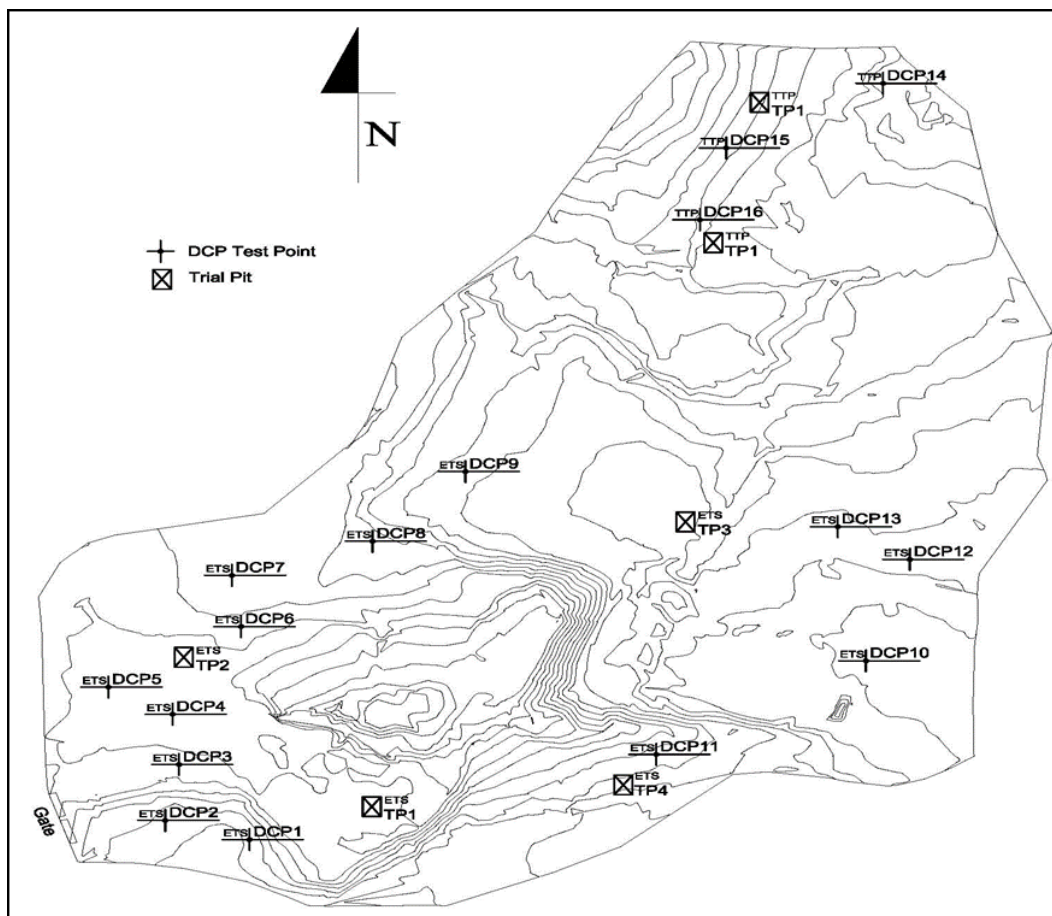 TTP DCP14
TTP
TP1
TTP DCP15
N
TTP DCP16
TTP
TP1
DCP Test Point
Trial Pit
ETS DCP9
ETS
TP3
ETS DCP13
ETS DCP8
ETS DCP12
ETS DCP7
ETS DCP6
ETS
TP2
ETS DCP10
ETS DCP5
ETS DCP4
ETS DCP11
ETS DCP3
ETS
TP4
ETS
TP1
Gate
ETS DCP2
ETS DCP1